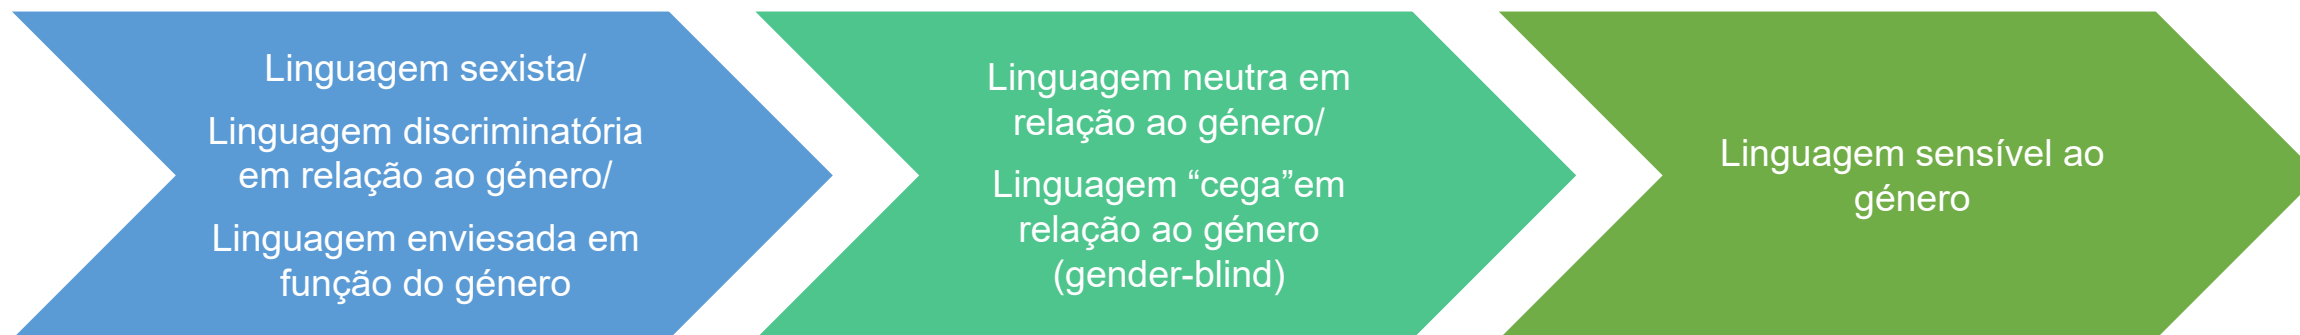 Linguagem sexista/
Linguagem discriminatória
em relação ao género/
Linguagem enviesada em
função do género
Linguagem neutra em
relação ao género/
Linguagem “cega”em
relação ao género
(gender-blind)
Linguagem sensível ao
género